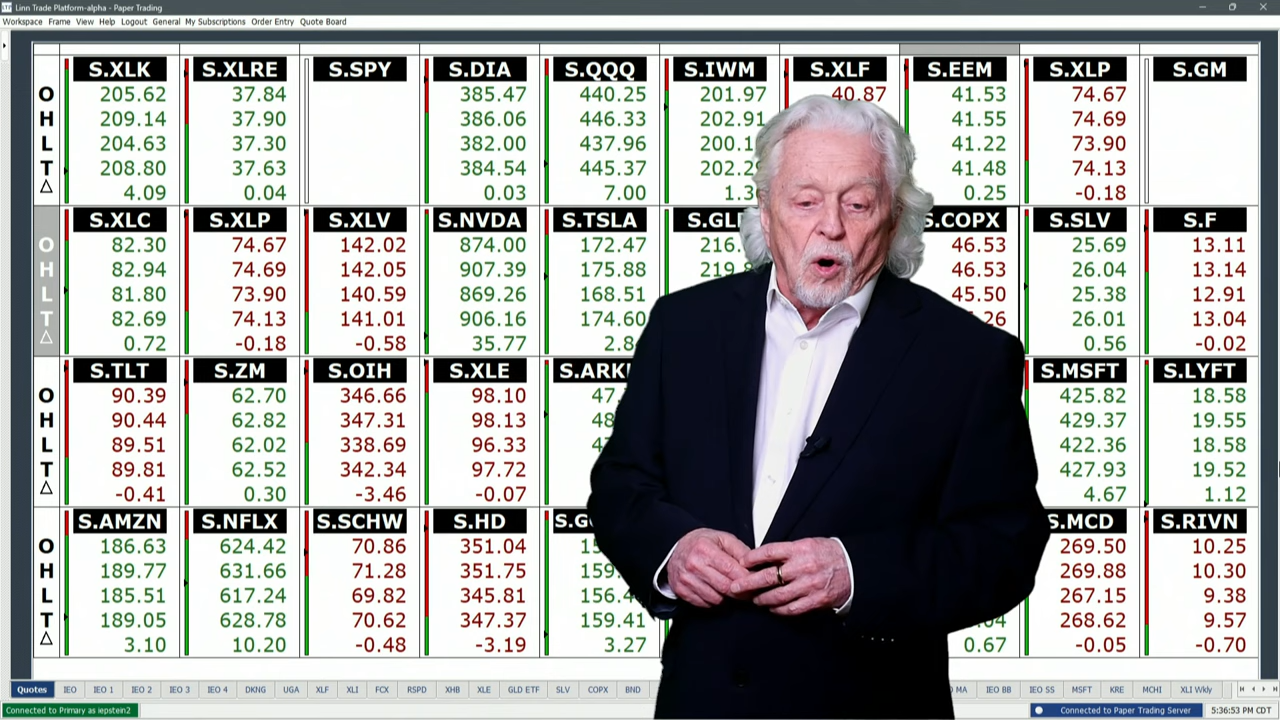 Linn Trade Platform-alpha - Paper Trading
Workspace Frame View Help Logout General My Subscriptions Order Entry Quote Board
S.XLK S.XLRE S.SPY S.DIA S.QQQ S.IWM S.XLF S.EEM S.XLP S.GM
O 205.62 37.84 385.47 440.25 201.97 40.87 41.53 74.67
H 209.14 37.90 386.06 446.33 202.91 41.55 74.69
L 204.63 37.30 382.00 437.96 41.22 73.90
T 208.80 37.63 384.54 445.37 41.48 74.13
△ 4.09 0.04 0.03 7.00 0.25 -0.18
S.XLC S.XLP S.XLV S.NVDA S.TSLA S.COPX S.SLV S.F
O 82.30 74.67 142.02 874.00 172.47 46.53 25.69 13.11
H 82.94 74.69 142.05 907.39 175.88 46.53 26.04 13.14
L 81.80 73.90 140.59 869.26 168.51 45.50 25.38 12.91
T 82.69 74.13 141.01 906.16 174.60 26.01 13.04
△ 0.72 -0.18 -0.58 35.77 0.56 -0.02
S.TLT S.ZM S.OIH S.XLE S.MSFT S.LYFT
O 90.39 62.70 346.66 98.10 425.82 18.58
H 90.44 62.82 347.31 98.13 429.37 19.55
L 89.51 62.02 338.69 96.33 422.36 18.58
T 89.81 62.52 342.34 97.72 427.93 19.52
△ -0.41 0.30 -3.46 -0.07 4.67 1.12
S.AMZN S.NFLX S.SCHW S.HD S.MCD S.RIVN
O 186.63 624.42 70.86 351.04 269.50 10.25
H 189.77 631.66 71.28 351.75 269.88 10.30
L 185.51 617.24 69.82 345.81 267.15 9.38
T 189.05 628.78 70.62 347.37 159.41 268.62 9.57
△ 3.10 10.20 -0.48 -3.19 3.27 0.67 -0.05 -0.70
Quotes IEO IEO 1 IEO 2 IEO 3 IEO 4 DKNG UGA XLF XLI FCX RSPD XHB XLE GLD ETF SLV COPX BND MA IEO BB IEO SS MSFT KRE MCHI XLI Wkly
Connected to Primary as iepstein2 Connected to Paper Trading Server 5:36:53 PM CDT